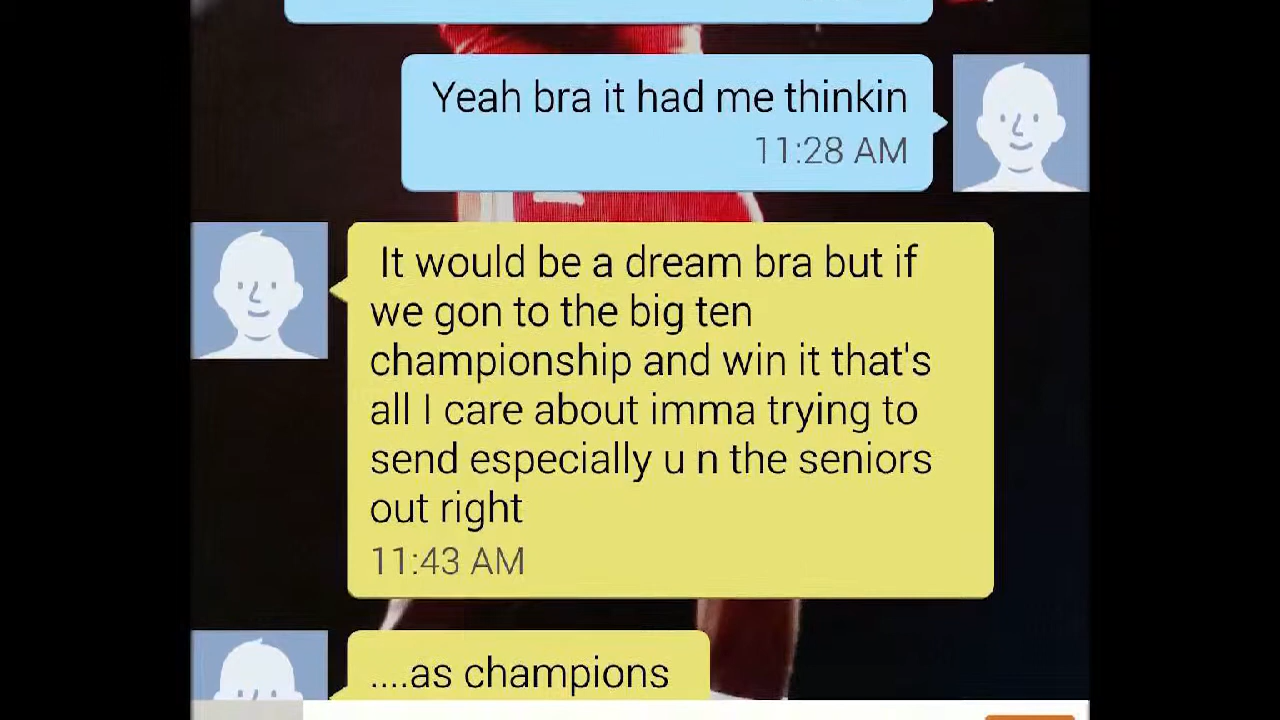 Yeah bra it had me thinkin
11:28 AM
It would be a dream bra but if
we gon to the big ten
championship and win it that's
all I care about imma trying to
send especially u n the seniors
out right
11:43 AM
....as champions